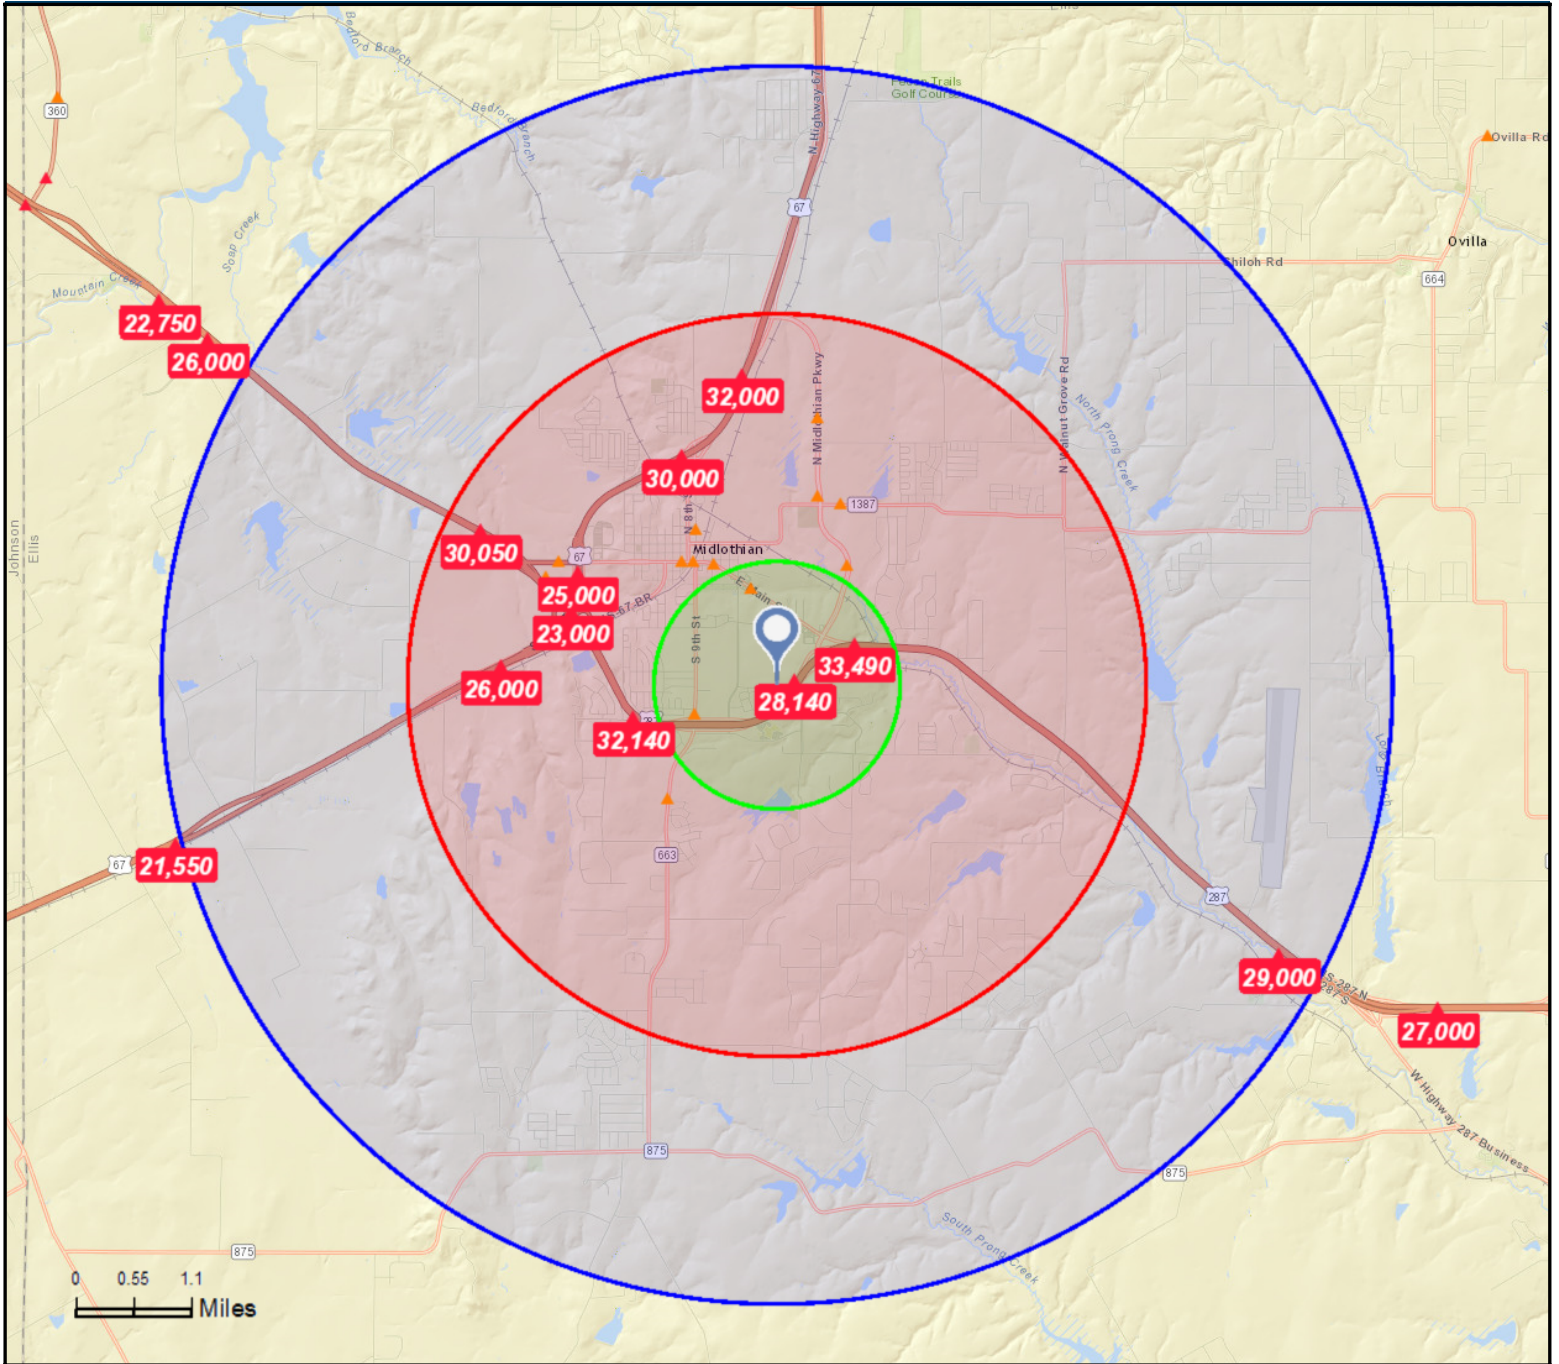 Bedford Branch
Ellis
N Highway 67
Fossil Trails
Golf Course
360
Bedford Branch
Ovilla Rd
67
Soap Creek
Ovilla
Shiloh Rd
Mountain Creek
664
22,750
26,000
32,000
N Midlothian Pkwy
N Walnut Grove Rd
North Prong Creek
30,000
N 8th
1387
Johnson
Ellis
30,050
67
Midlothian
25,000
E Main
S 67 BR
23,000
S 9th St
33,490
26,000
28,140
287
32,140
Branch
67
21,550
663
287
29,000
S-287-N
287 S
27,000
W Highway 287 Business
875
875
875
South Prong Creek
0 0.55 1.1
Miles